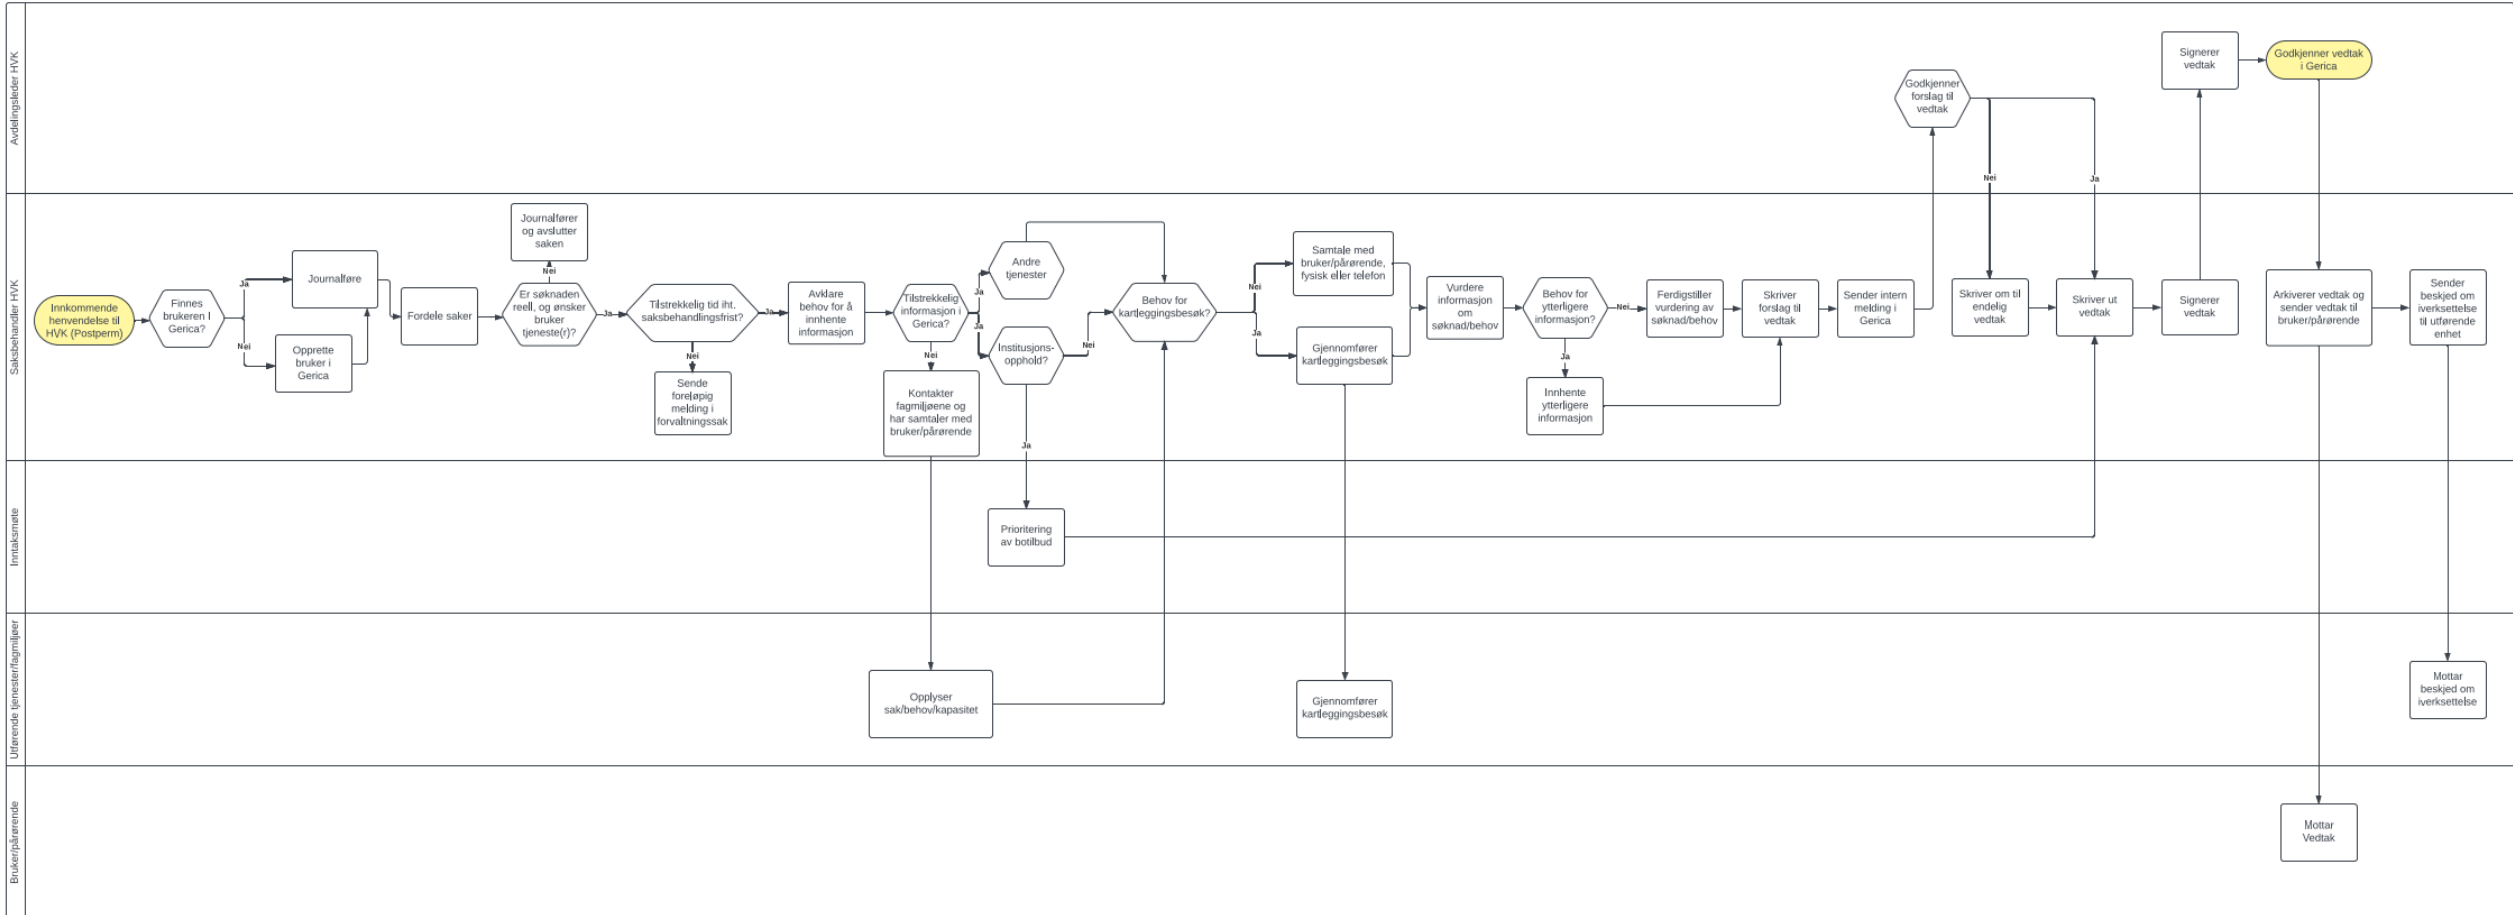 Avdelingsleder HVK
Signerer
vedtak
Godkjenner vedtak
i Gerica
Godkjenner
forslag til
vedtak
Nei
Ja
Saksbehandler HVK
Innkommende
henvendelse til
HVK (Postperm)
Finnes
brukeren I
Gerica?
Ja
Nei
Journalføre
Opprette
bruker i
Gerica
Fordele saker
Journalfører
og avslutter
saken
Nei
Er søknaden
reell, og ønsker
bruker
tjeneste(r)?
Ja
Tilstrekkelig tid iht.
saksbehandlingsfrist?
Nei
Sende
foreløpig
melding i
forvaltningssak
Ja
Avklare
behov for å
innhente
informasjon
Tilstrekkelig
informasjon i
Gerica?
Nei
Kontakter
fagmiljøene og
har samtaler med
bruker/pårørende
Ja
Ja
Andre
tjenester
Institusjons-
opphold?
Nei
Ja
Behov for
kartleggingsbesøk?
Nei
Ja
Samtale med
bruker/pårørende,
fysisk eller telefon
Gjennomfører
kartleggingsbesøk
Vurdere
informasjon
om
søknad/behov
Behov for
ytterligere
informasjon?
Nei
Ja
Innhente
ytterligere
informasjon
Ferdigstiller
vurdering av
søknad/behov
Skriver
forslag til
vedtak
Sender intern
melding i
Gerica
Skriver om til
endelig
vedtak
Skriver ut
vedtak
Signerer
vedtak
Arkiverer vedtak og
sender vedtak til
bruker/pårørende
Sender
beskjed om
iverksettelse
til utførende
enhet
Inntaksmøte
Prioritering
av botilbud
Utførende tjenester/fagmiljøer
Opplyser
sak/behov/kapasitet
Gjennomfører
kartleggingsbesøk
Mottar
beskjed om
iverksettelse
Bruker/pårørende
Mottar
Vedtak